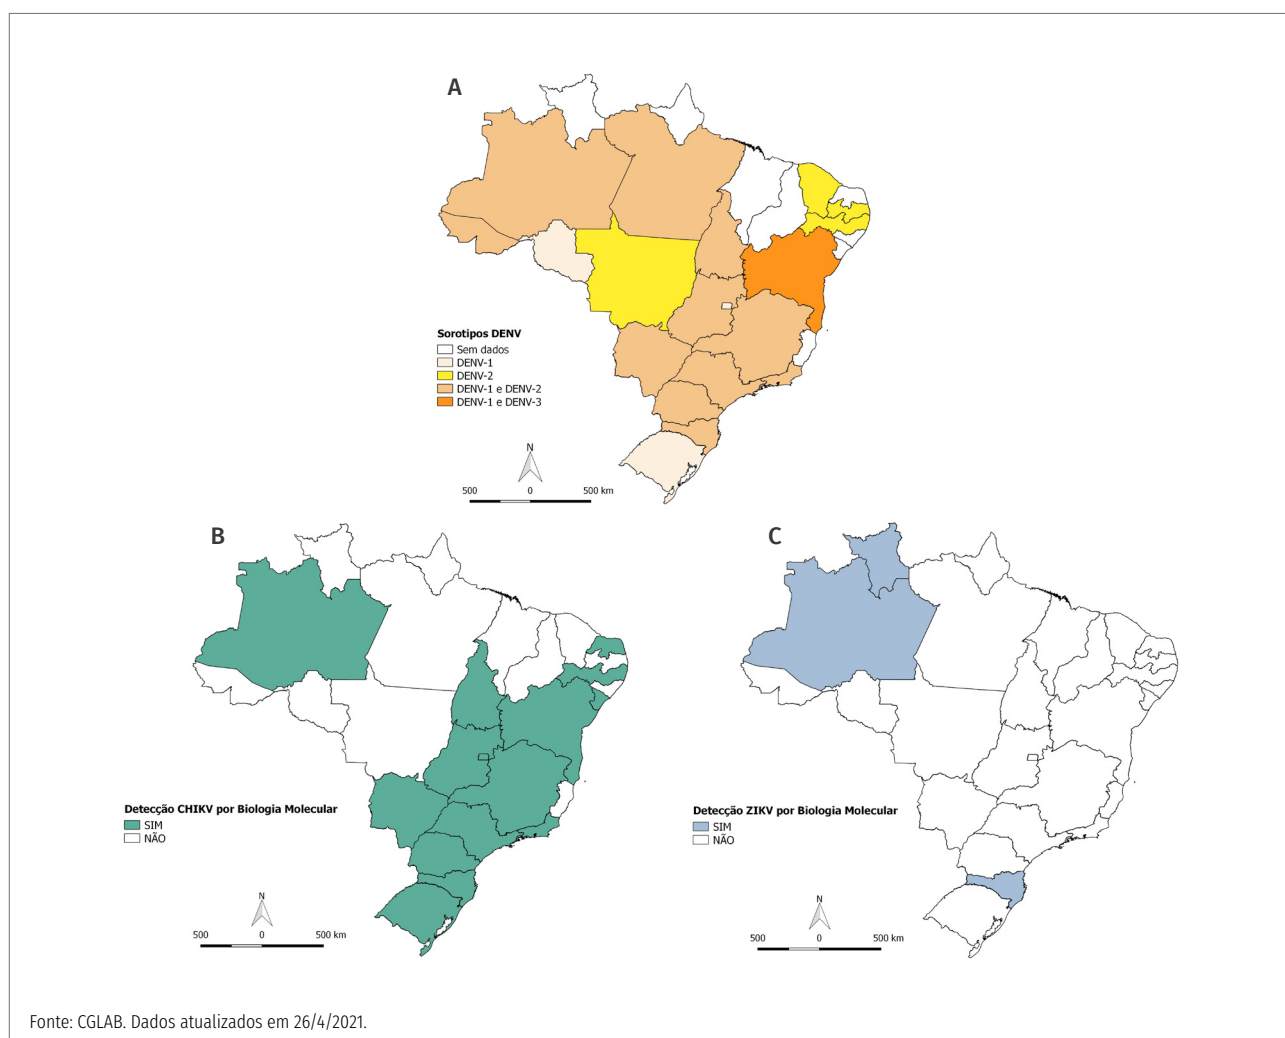 A
Sorotipos DENV
Sem dados
DENV-1
DENV-2
DENV-1 e DENV-2
DENV-1 e DENV-3
N
500 0 500 km
B
Detecção CHIKV por Biologia Molecular
SIM
NÃO
N
500 0 500 km
C
Detecção ZIKV por Biologia Molecular
SIM
NÃO
N
500 0 500 km
Fonte: CGLAB. Dados atualizados em 26/4/2021.